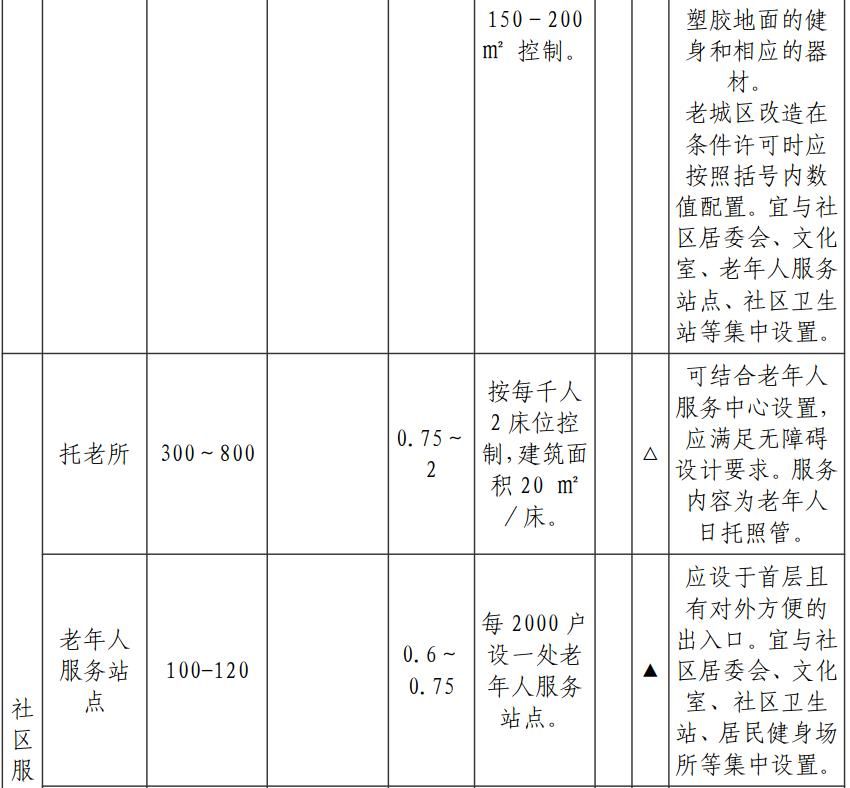 150-200
㎡ 控制。
塑胶地面的健
身和相应的器
材。
老城区改造在
条件许可时应
按照括号内数
值配置。宜与社
区居委会、文化
室、老年人服务
站点、社区卫生
站等集中设置。
托老所
300～800
0.75～
2
按每千人
2床位控
制,建筑面
积20 ㎡
/床。
△
可结合老年人
服务中心设置,
应满足无障碍
设计要求。服务
内容为老年人
日托照管。
社
区
服
老年人
服务站
点
100-120
0.6～
0.75
每 2000 户
设一处老
年人服务
站点。
▲
应设于首层且
有对外方便的
出入口。宜与社
区居委会、文化
室、社区卫生
站、居民健身场
所等集中设置。